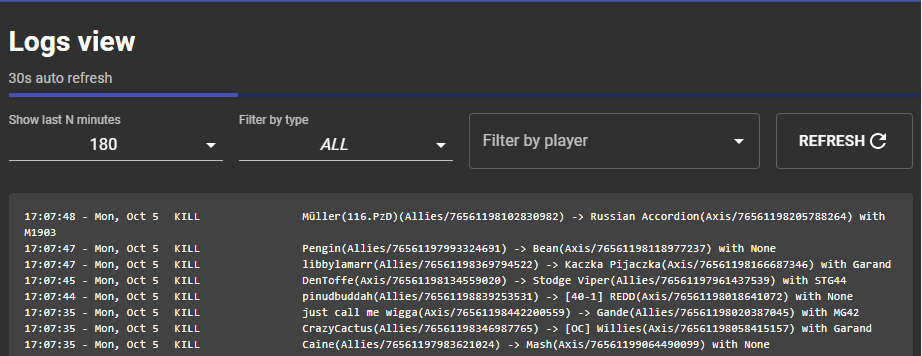 Logs view
30s auto refresh
Show last N minutes
180
Filter by type
ALL
Filter by player
REFRESH
17:07:48 - Mon, Oct 5 KILL Müller(116.PzD)(Allies/76561198102830982) -> Russian Accordion(Axis/76561198205788264) with
M1903
17:07:47 - Mon, Oct 5 KILL Pengin(Allies/76561197993324691) -> Bean(Axis/76561198118977237) with None
17:07:47 - Mon, Oct 5 KILL libbylamarr(Allies/76561198369794522) -> Kaczka Pijaczka(Axis/76561198166687346) with Garand
17:07:45 - Mon, Oct 5 KILL DenToffe(Axis/76561198134559020) -> Stodge Viper(Allies/76561197961437539) with STG44
17:07:44 - Mon, Oct 5 KILL pinudbuddah(Allies/76561198839253531) -> [40-1] REDD(Axis/76561198018641072) with None
17:07:35 - Mon, Oct 5 KILL just call me wigga(Axis/76561198442200559) -> Gande(Allies/76561198020387045) with MG42
17:07:35 - Mon, Oct 5 KILL CrazyCactus(Allies/76561198346987765) -> [OC] Willies(Axis/76561198058415157) with Garand
17:07:35 - Mon, Oct 5 KILL Caine(Allies/76561197983621024) -> Mash(Axis/76561199064490099) with None